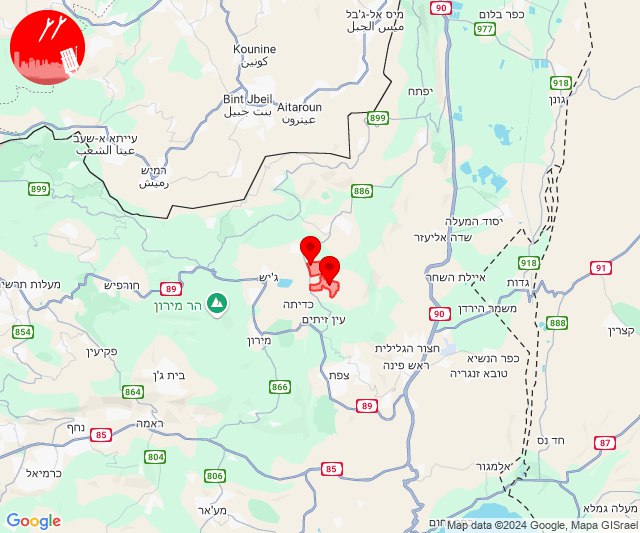 מיס אל-ג'בל
ميس الجبل
90
כפר בלום
977
Kounine
كونين
918
גונן
יפתח
Bint Jbeil
بنت جبيل
Aitaroun
عيترون
899
עייתא א-שעב
عيتا الشعب
רמיש
رميش
899
886
יסוד המעלה
שדה אליעזר
918
91
ג'יש
איילת השחר
גדות
מעלות תרשי
חורפיש
89
הר מירון
כדיתה
עין זיתים
90
משמר הירדן
888
קצרין
854
מירון
פקיעין
חצור הגלילית
ראש פינה
כפר הנשיא
טובא זנגריה
בית ג'ן
צפת
866
864
89
ראמה
נחף
85
חד נס
87
804
85
806
כרמיאל
אלמגור
מע'אר
מעלה גמלא
נחום
Google
Map data ©2024 Google, Mapa GISrael